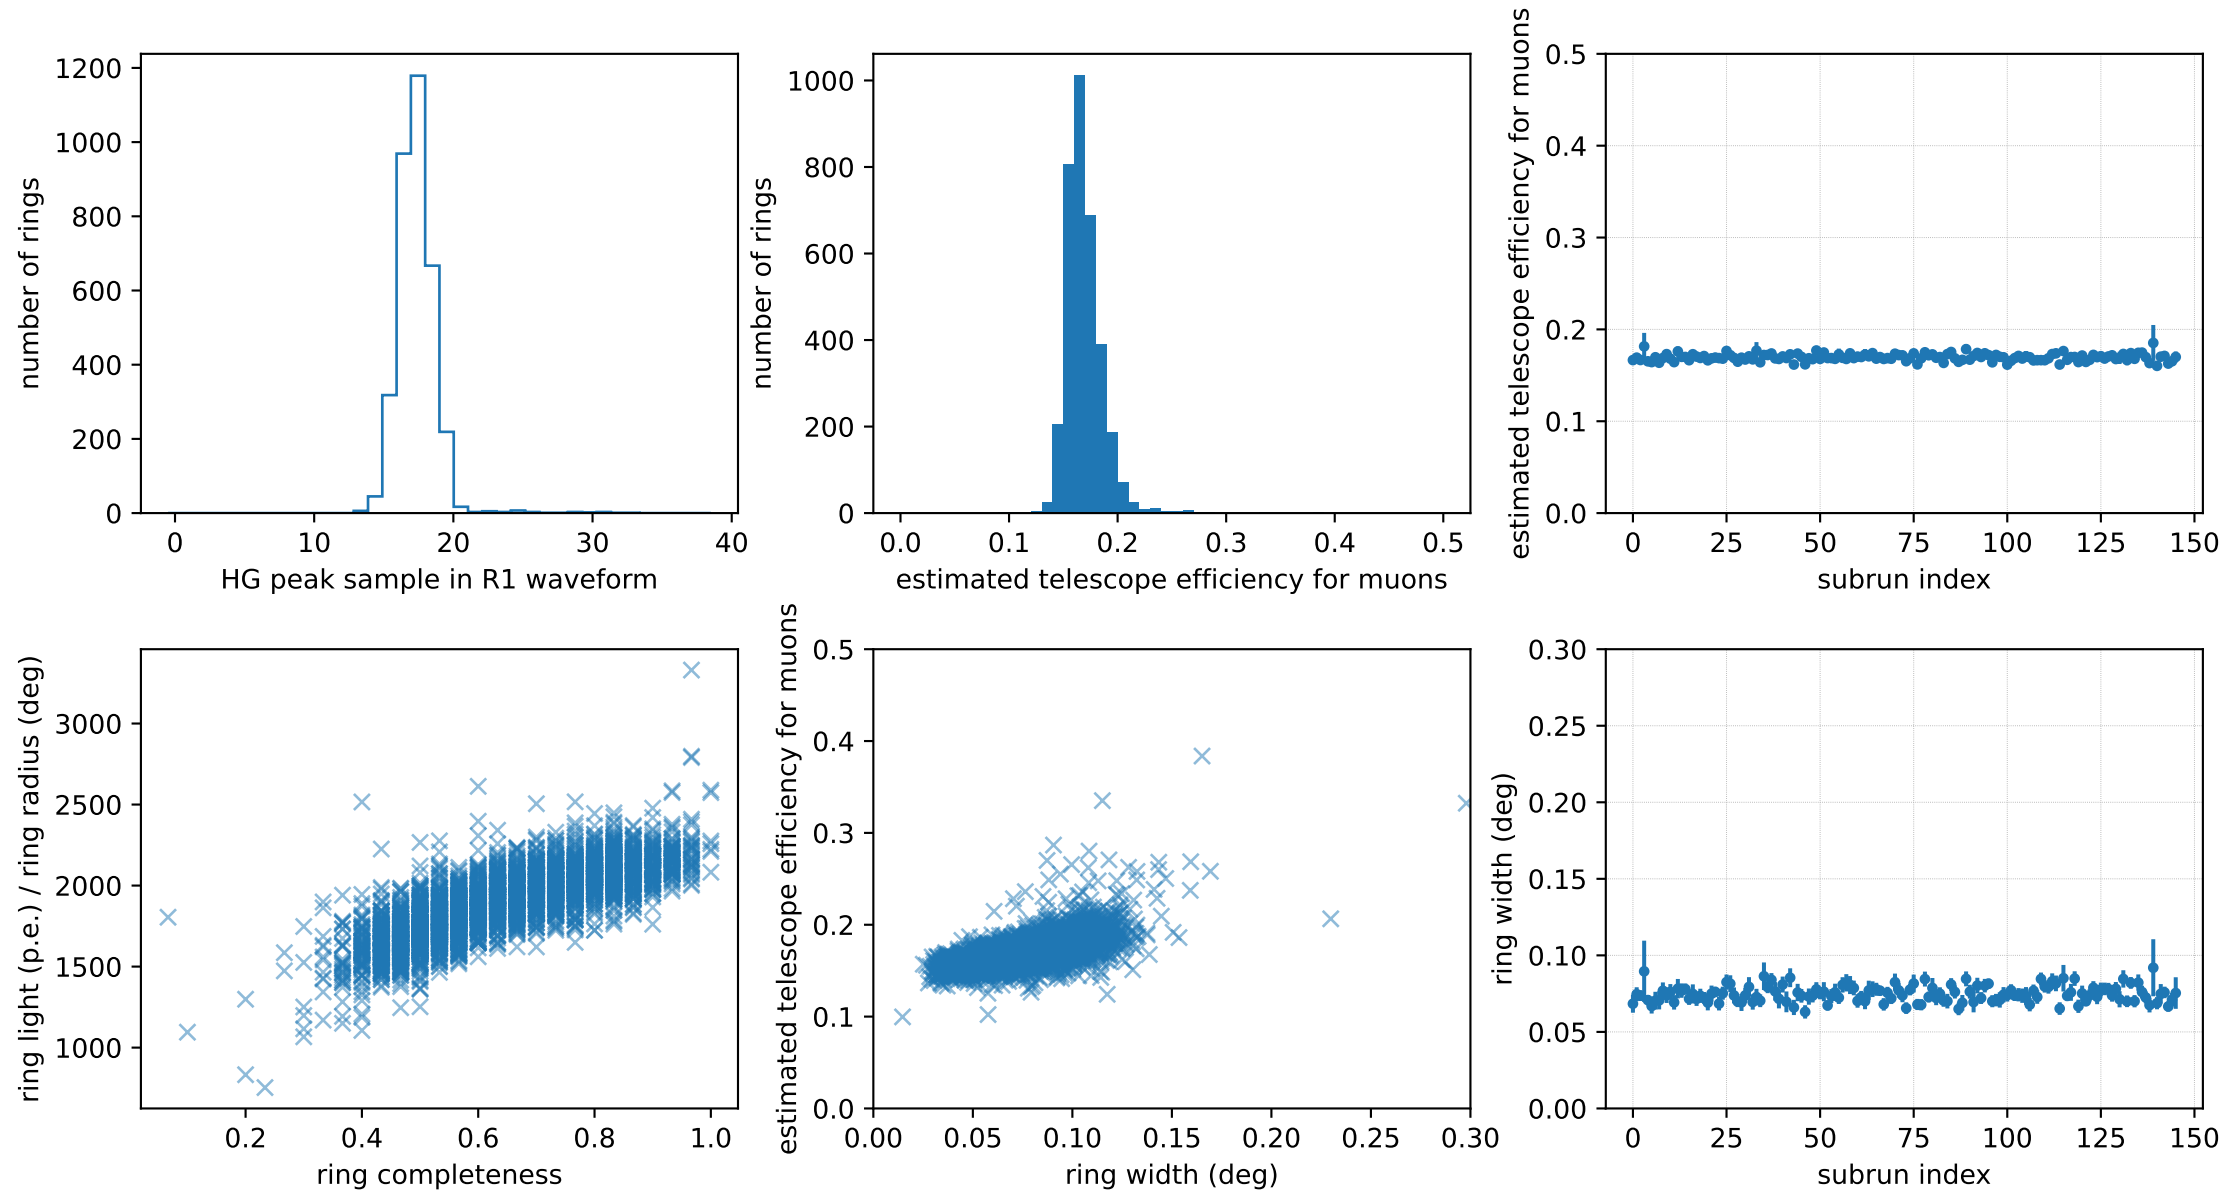 number of rings
1200
1000
800
600
400
200
0
0 10 20 30 40
HG peak sample in R1 waveform
number of rings
1000
800
600
400
200
0
0.0 0.1 0.2 0.3 0.4 0.5
estimated telescope efficiency for muons
estimated telescope efficiency for muons
0.5
0.4
0.3
0.2
0.1
0.0
0 25 50 75 100 125 150
subrun index
ring light (p.e.) / ring radius (deg)
3000
2500
2000
1500
1000
0.2 0.4 0.6 0.8 1.0
ring completeness
estimated telescope efficiency for muons
0.5
0.4
0.3
0.2
0.1
0.0
0.00 0.05 0.10 0.15 0.20 0.25 0.30
ring width (deg)
ring width (deg)
0.30
0.25
0.20
0.15
0.10
0.05
0.00
0 25 50 75 100 125 150
subrun index